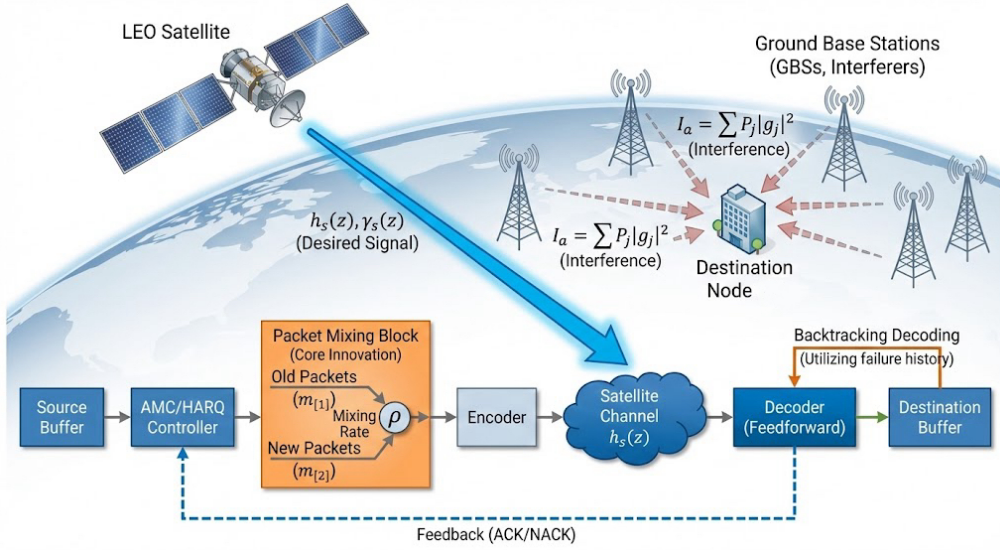 LEO Satellite
Ground Base Stations
(GBSs, Interferers)
I_a = ∑ P_j|g_j|^2
(Interference)
h_s(z), γ_s(z)
(Desired Signal)
I_a = ∑ P_j|g_j|^2
(Interference)
Destination
Node
Packet Mixing Block
(Core Innovation)
Old Packets
(m_[1])
Mixing
Rate
ρ
New Packets
(m_[2])
Backtracking Decoding
(Utilizing failure history)
Source
Buffer
AMC/HARQ
Controller
Encoder
Satellite
Channel
h_s(z)
Decoder
(Feedforward)
Destination
Buffer
Feedback (ACK/NACK)